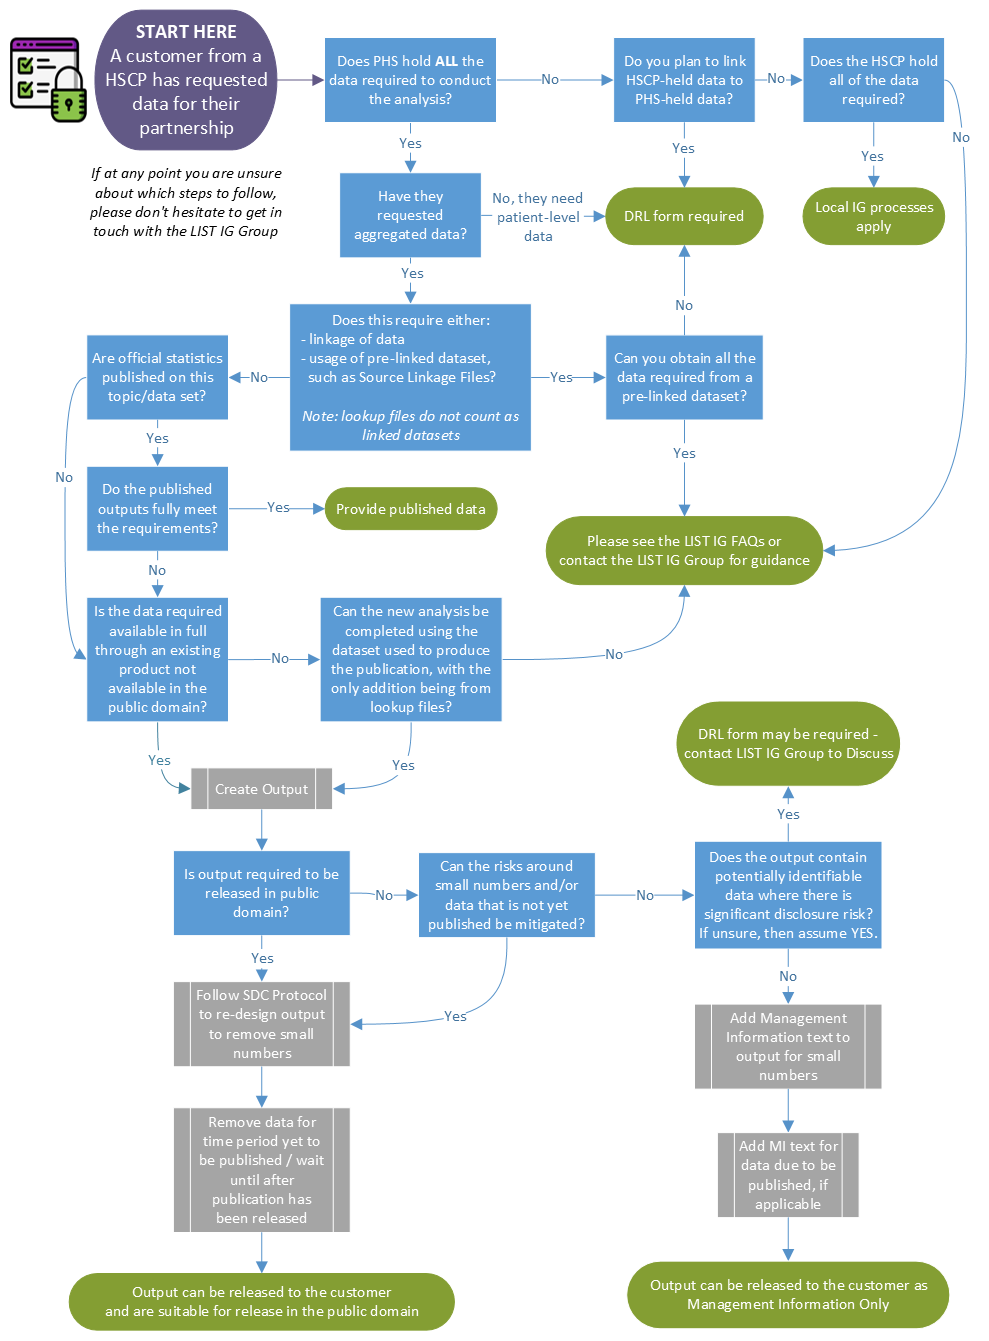 START HERE
A customer from a
HSCP has requested
data for their
partnership
If at any point you are unsure
about which steps to follow,
please don't hesitate to get in
touch with the LIST IG Group
Does PHS hold ALL the
data required to conduct
the analysis?
No
Do you plan to link
HSCP-held data to
PHS-held data?
No
Does the HSCP hold
all of the data
required?
No
Yes
Yes
Yes
Have they
requested
aggregated data?
No, they need
patient-level
data
DRL form required
Local IG processes
apply
Yes
No
Does this require either:
- linkage of data
- usage of pre-linked dataset,
such as Source Linkage Files?
Note: lookup files do not count as
linked datasets
No
Yes
Are official statistics
published on this
topic/data set?
Can you obtain all the
data required from a
pre-linked dataset?
Yes
No
Yes
Do the published
outputs fully meet
the requirements?
Yes
Provide published data
No
Please see the LIST IG FAQs or
contact the LIST IG Group for guidance
Is the data required
available in full
through an existing
product not
available in the
public domain?
No
Can the new analysis be
completed using the
dataset used to produce
the publication, with the
only addition being from
lookup files?
No
Yes
Yes
Create Output
DRL form may be required -
contact LIST IG Group to Discuss
Yes
Is output required to be
released in public
domain?
No
Can the risks around
small numbers and/or
data that is not yet
published be mitigated?
No
Does the output contain
potentially identifiable
data where there is
significant disclosure risk?
If unsure, then assume YES.
Yes
Yes
No
Follow SDC Protocol
to re-design output
to remove small
numbers
Add Management
Information text to
output for small
numbers
Remove data for
time period yet to
be published / wait
until after
publication has
been released
Add MI text for
data due to be
published, if
applicable
Output can be released to the customer
and are suitable for release in the public domain
Output can be released to the customer as
Management Information Only